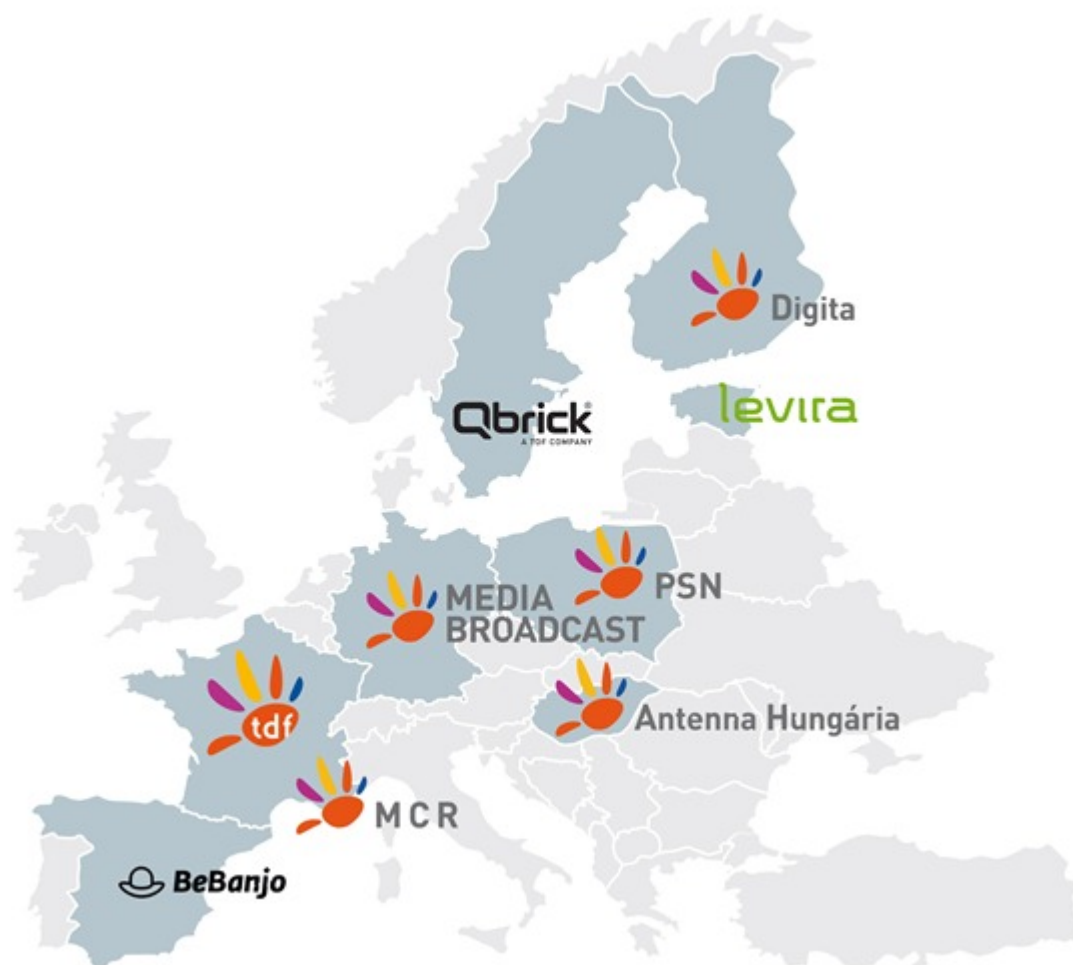 Digita
levira
Qbrick®
A TDF COMPANY
PSN
MEDIA
BROADCAST
tdf
Antenna Hungária
MCR
BeBanjo